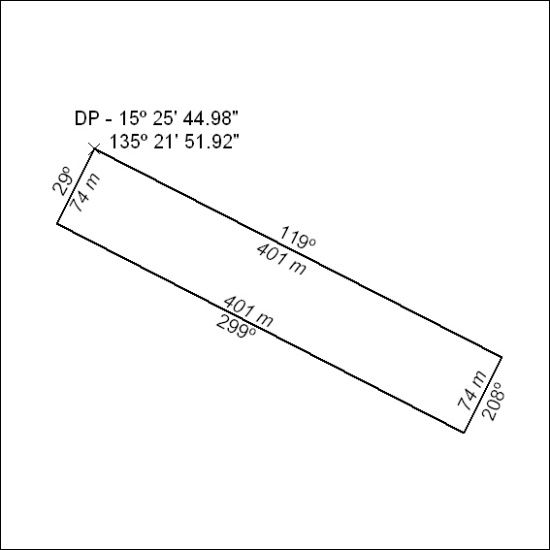 DP - 15º 25' 44.98"
135º 21' 51.92"
29º
74 m
119º
401 m
401 m
299º
74 m
208º